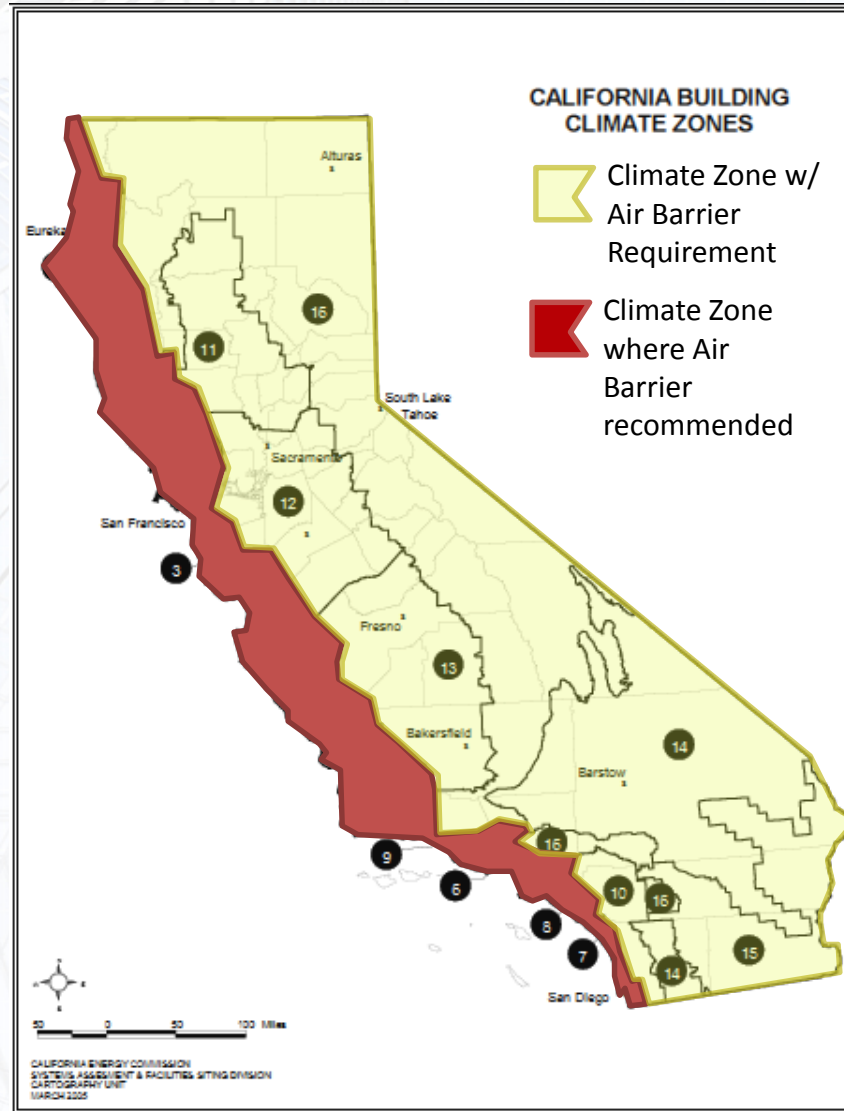 CALIFORNIA BUILDING
CLIMATE ZONES
Climate Zone w/
Air Barrier
Requirement
Climate Zone
where Air
Barrier
recommended
Alturas
Eureka
16
11
South Lake
Tahoe
Sacramento
12
San Francisco
3
Fresno
13
Bakersfield
14
Barstow
16
9
6
10
16
8
7
15
14
San Diego
50 0 50 100 Miles
CALIFORNIA ENERGY COMMISSION
SYSTEMS ASSESMENT & FACILITIES SITING DIVISION
CARTOGRAPHY UNIT